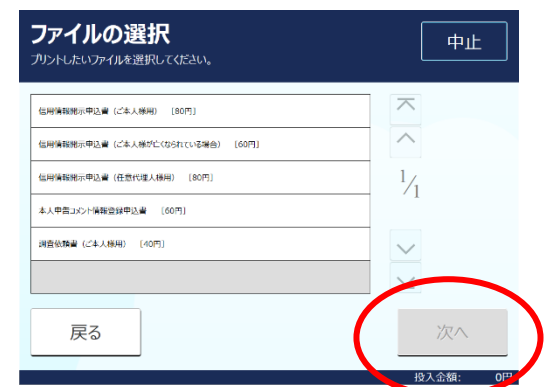 ファイルの選択
プリントしたいファイルを選択してください。
中止
信用情報開示申込書（ご本人様用） ［80円］
信用情報開示申込書（ご本人様が亡くなられている場合） ［60円］
信用情報開示申込書（任意代理人様用） ［80円］
本人申告コメント情報登録申込書 ［60円］
調査依頼書（ご本人様用） ［40円］
1/1
戻る
次へ
投入金額: 0円